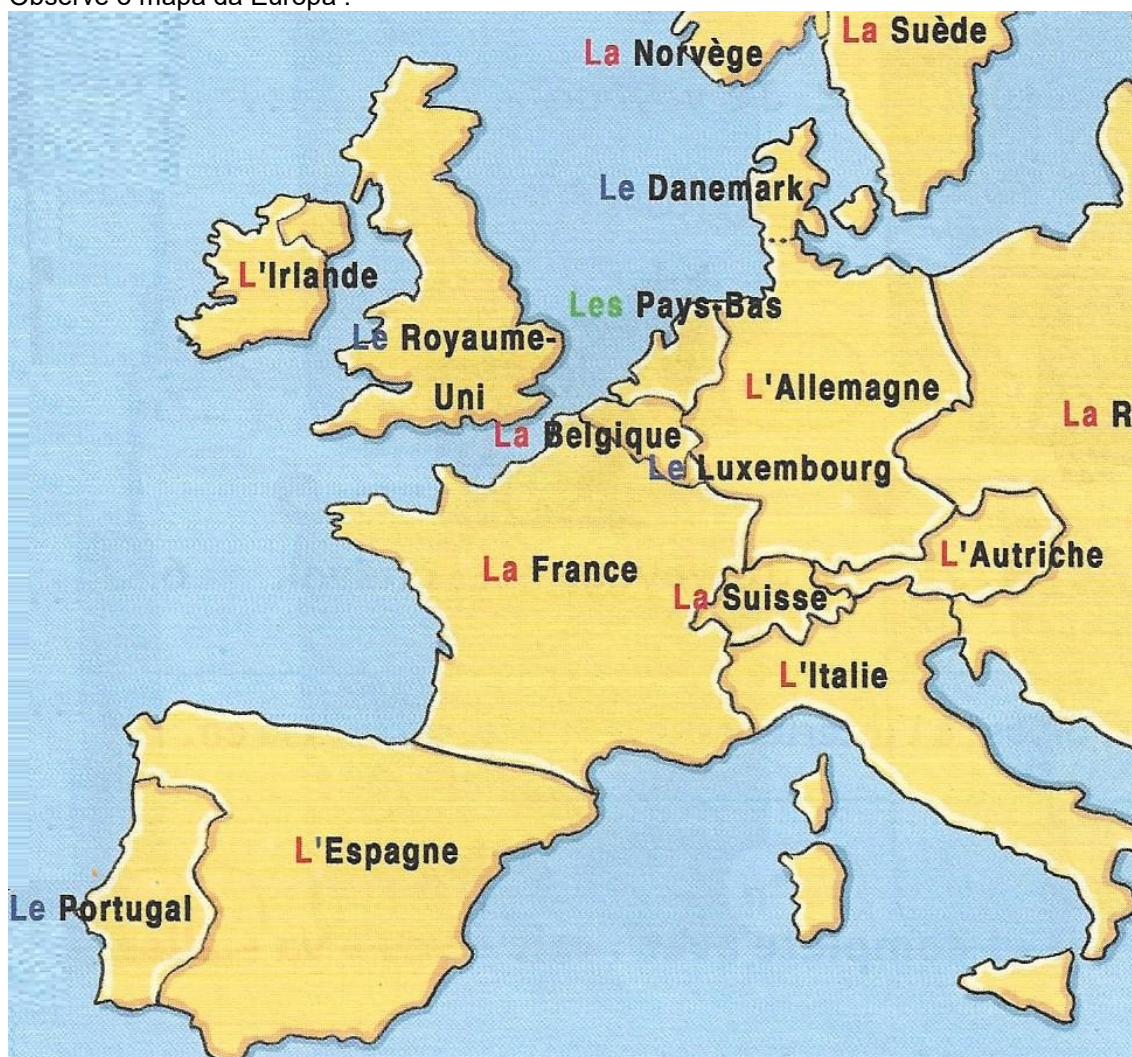 Observe o mapa da Europa :
La Suède
La Norvège
Le Danemark
L'Irlande
Les Pays-Bas
Le Royaume-
Uni
L'Allemagne
La R
La Belgique
Le Luxembourg
L'Autriche
La France
La Suisse
L'Italie
L'Espagne
Le Portugal